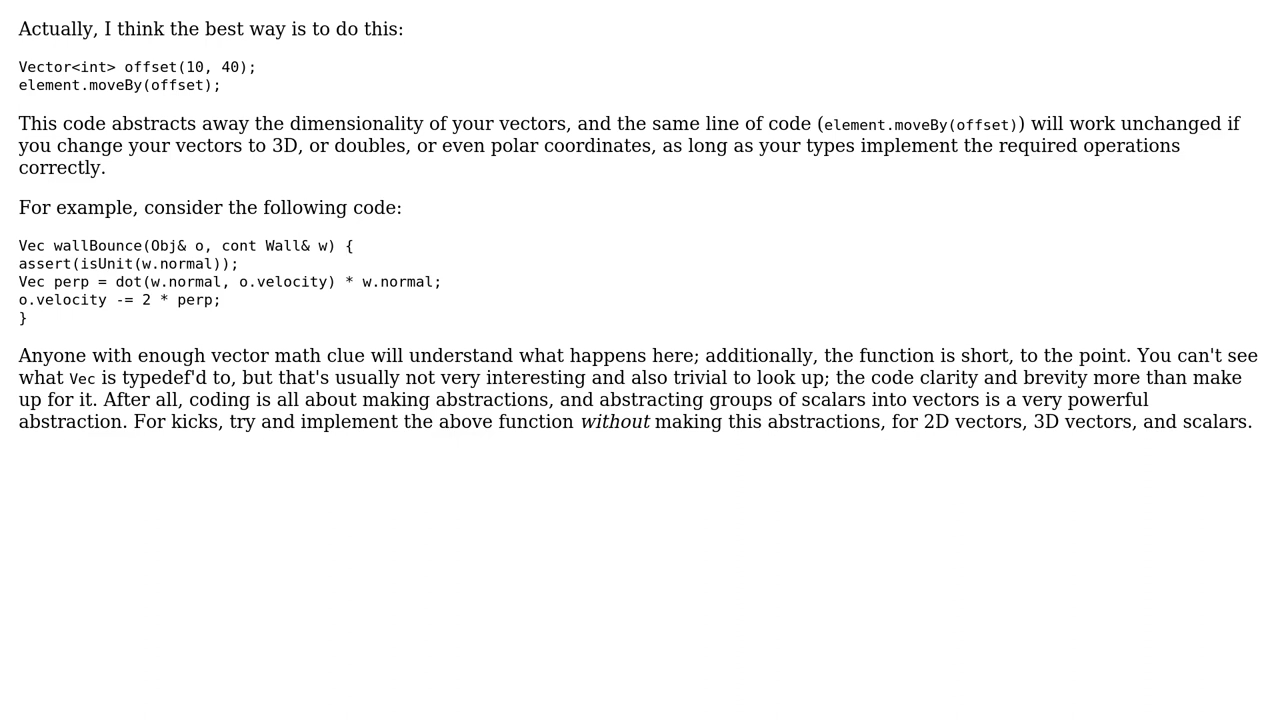 Actually, I think the best way is to do this:
Vector<int> offset(10, 40);
element.moveBy(offset);
This code abstracts away the dimensionality of your vectors, and the same line of code (element.moveBy(offset)) will work unchanged if
you change your vectors to 3D, or doubles, or even polar coordinates, as long as your types implement the required operations
correctly.
For example, consider the following code:
Vec wallBounce(Obj& o, cont Wall& w) {
assert(isUnit(w.normal));
Vec perp = dot(w.normal, o.velocity) * w.normal;
o.velocity -= 2 * perp;
}
Anyone with enough vector math clue will understand what happens here; additionally, the function is short, to the point. You can't see
what Vec is typedef'd to, but that's usually not very interesting and also trivial to look up; the code clarity and brevity more than make
up for it. After all, coding is all about making abstractions, and abstracting groups of scalars into vectors is a very powerful
abstraction. For kicks, try and implement the above function without making this abstractions, for 2D vectors, 3D vectors, and scalars.